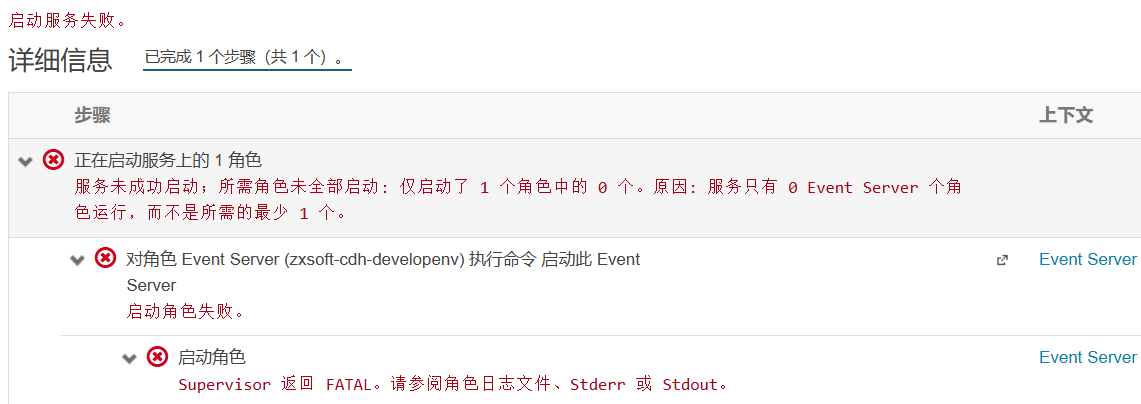 启动服务失败。
详细信息 已完成 1 个步骤（共 1 个）。
步骤 上下文
正在启动服务上的 1 角色
服务未成功启动；所需角色未全部启动: 仅启动了 1 个角色中的 0 个。原因: 服务只有 0 Event Server 个角
色运行，而不是所需的最少 1 个。
对角色 Event Server (zxsoft-cdh-developenv) 执行命令 启动此 Event Event Server
Server
启动角色失败。
启动角色 Event Server
Supervisor 返回 FATAL。请参阅角色日志文件、Stderr 或 Stdout。